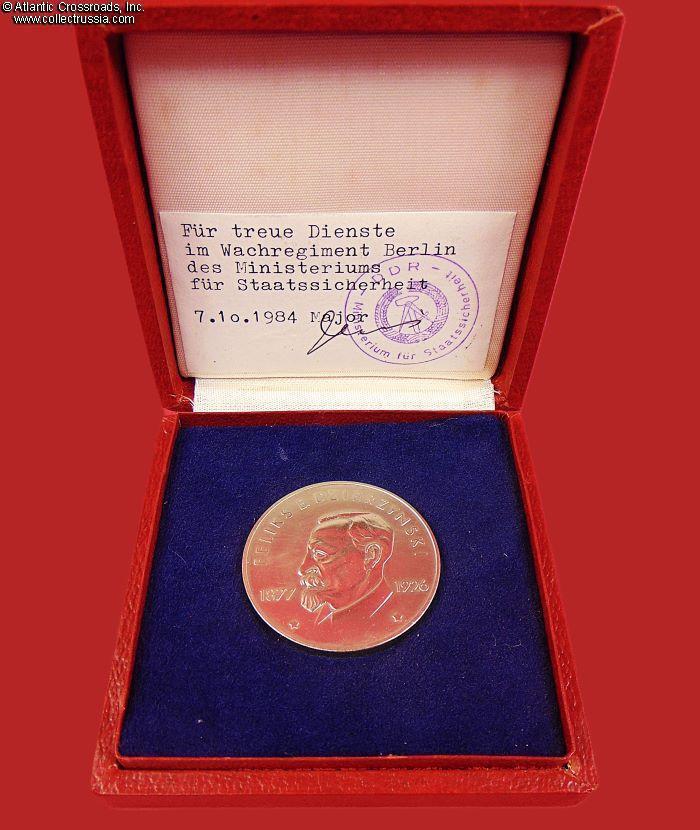 © Atlantic Crossroads, Inc.
www.collectrussia.com
Für treue Dienste
im Wachregiment Berlin
des Ministeriums
für Staatssicherheit
7.1o.1984 Major
- DDR -
Ministerium für Staatssicherheit
FELIKS E. DZIERZYNSKI
1877 1926